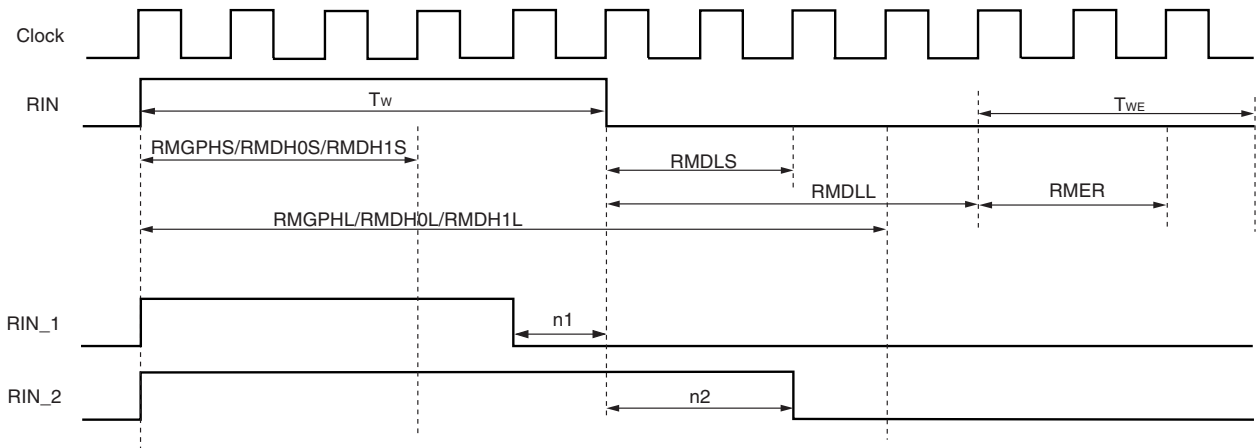 Clock
RIN
Tw
TWE
RMGPHS/RMDH0S/RMDH1S
RMDLS
RMDLL
RMER
RMGPHL/RMDH0L/RMDH1L
RIN_1
n1
RIN_2
n2